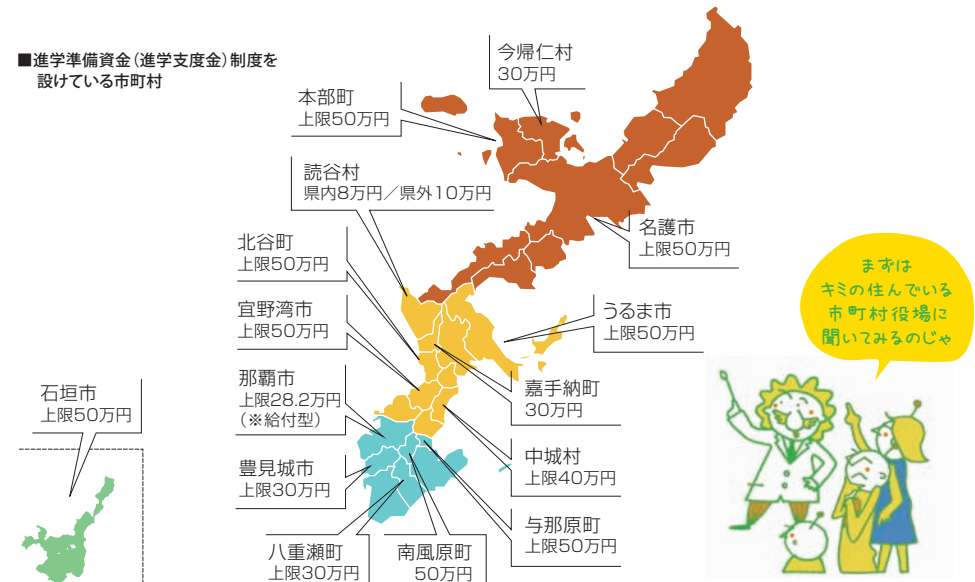 ■進学準備資金（進学支度金）制度を
設けている市町村
今帰仁村
30万円
本部町
上限50万円
読谷村
県内8万円／県外10万円
名護市
上限50万円
北谷町
上限50万円
まずは
キミの住んでいる
市町村役場に
聞いてみるのじゃ
宜野湾市
上限50万円
うるま市
上限50万円
那覇市
上限28.2万円
（※給付型）
嘉手納町
30万円
石垣市
上限50万円
豊見城市
上限30万円
中城村
上限40万円
与那原町
上限50万円
八重瀬町
上限30万円
南風原町
50万円